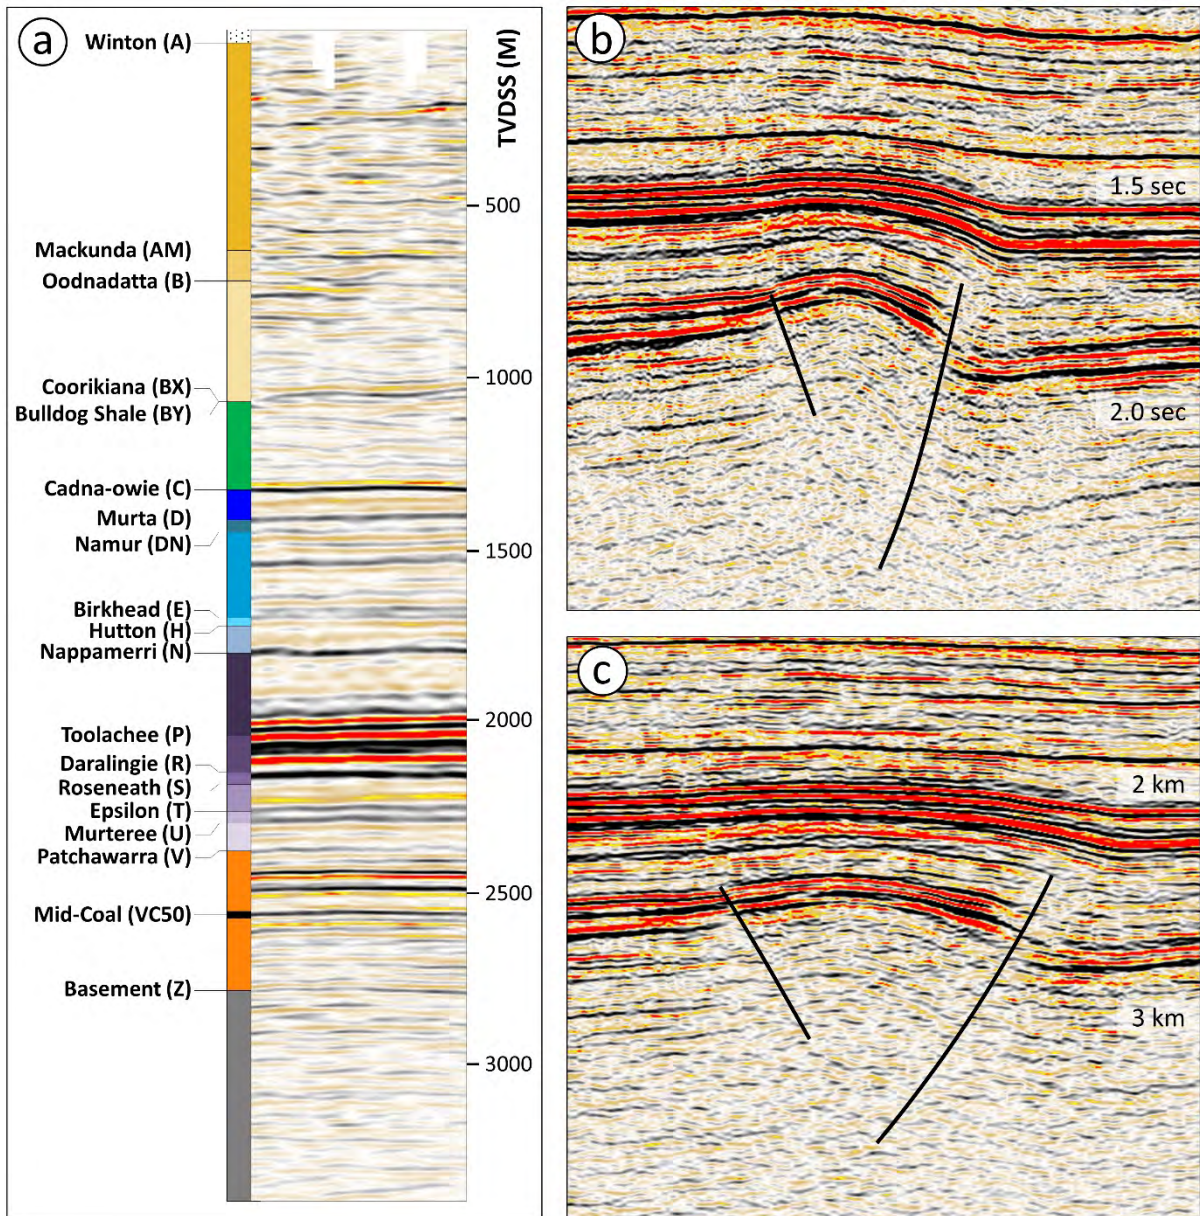 a
Winton (A)
Mackunda (AM)
Oodnadatta (B)
Coorikiana (BX)
Bulldog Shale (BY)
Cadna-owie (C)
Murta (D)
Namur (DN)
Birkhead (E)
Hutton (H)
Nappamerri (N)
Toolachee (P)
Daralingie (R)
Roseneath (S)
Epsilon (T)
Murteree (U)
Patchawarra (V)
Mid-Coal (VC50)
Basement (Z)
TVDSS (M)
500
1000
1500
2000
2500
3000
b
1.5 sec
2.0 sec
c
2 km
3 km